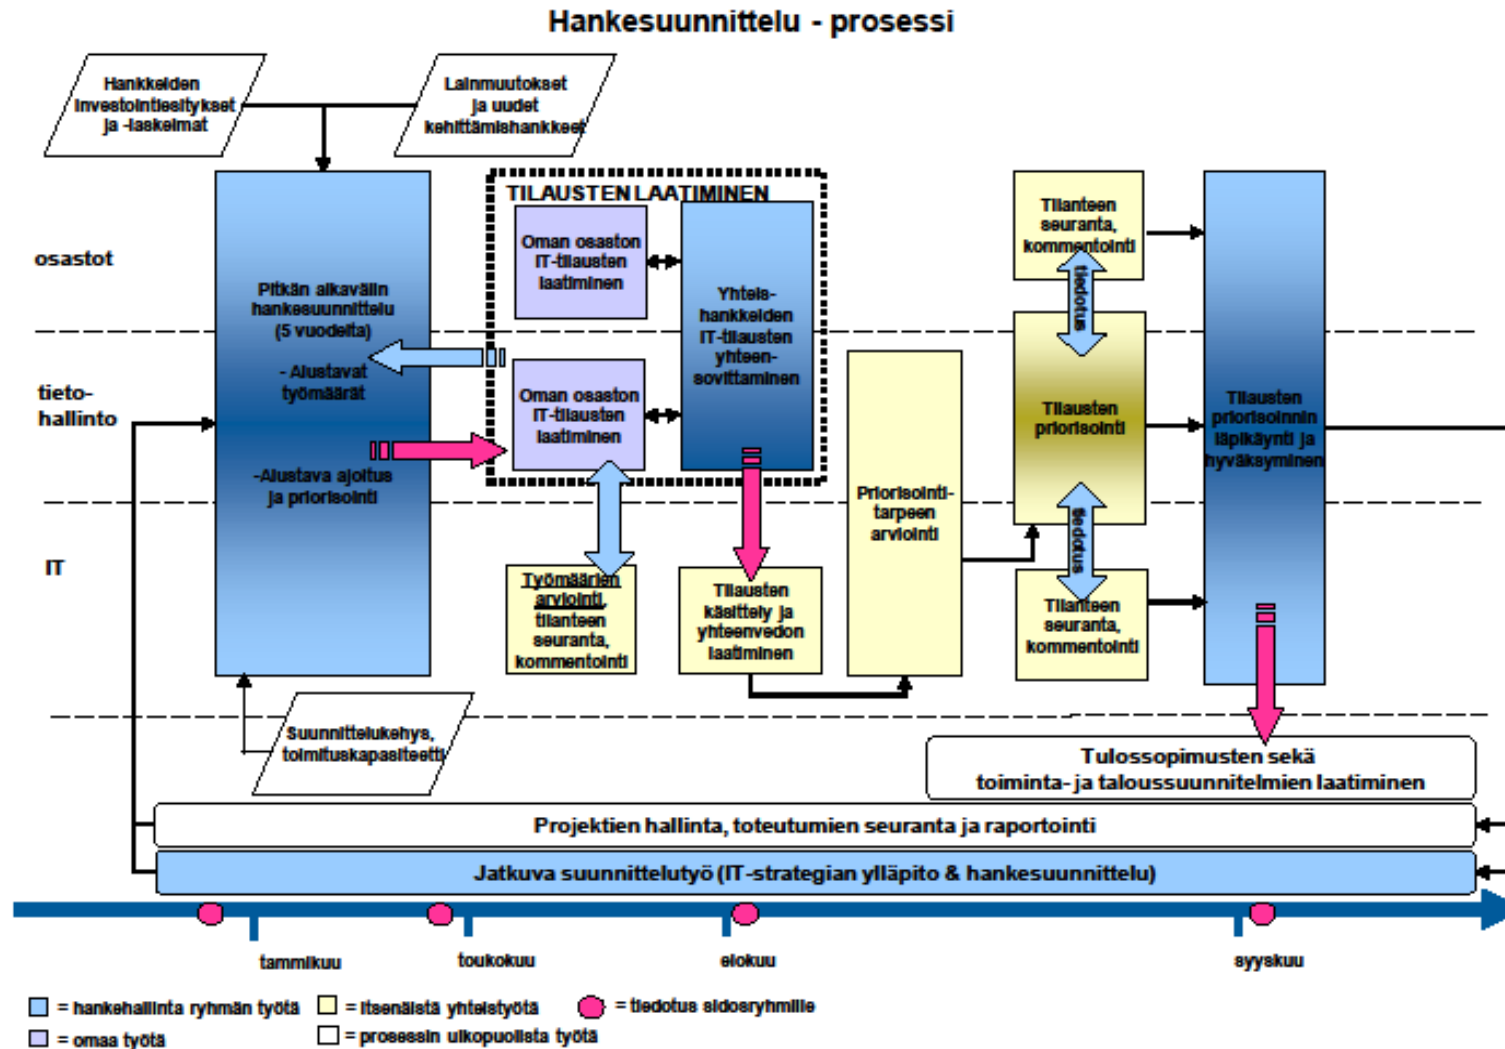 Hankesuunnittelu - prosessi
Hankkeiden
investointiesitykset
ja -laskelmat
Lainmuutokset
ja uudet
kehittämishankkeet
osastot
tieto-
hallinto
IT
Pitkän aikavälin
hankesuunnittelu
(5 vuodelta)
- Alustavat
työmäärät
-Alustava ajoitus
ja priorisointi
TILAUSTEN LAATIMINEN
Oman osaston
IT-tilausten
laatiminen
Oman osaston
IT-tilausten
laatiminen
Yhteis-
hankkeiden
IT-tilausten
yhteen-
sovittaminen
Työmäärien
arviointi,
tilanteen
seuranta,
kommentointi
Tilausten
käsittely ja
yhteenvedon
laatiminen
Priorisointi-
tarpeen
arviointi
Tilanteen
seuranta,
kommentointi
tiedotus
Tilausten
priorisointi
tiedotus
Tilanteen
seuranta,
kommentointi
Tilausten
priorisoinnin
läpikäynti ja
hyväksyminen
Suunnittelukehys,
toimituskapasiteetti
Tulossopimusten sekä
toiminta- ja taloussuunnitelmien laatiminen
Projektien hallinta, toteutumien seuranta ja raportointi
Jatkuva suunnittelutyö (IT-strategian ylläpito & hankesuunnittelu)
tammikuu
toukokuu
elokuu
syyskuu
= hankehallinta ryhmän työtä
= itsenäistä yhteistyötä
= tiedotus sidosryhmille
= omaa työtä
= prosessin ulkopuolista työtä